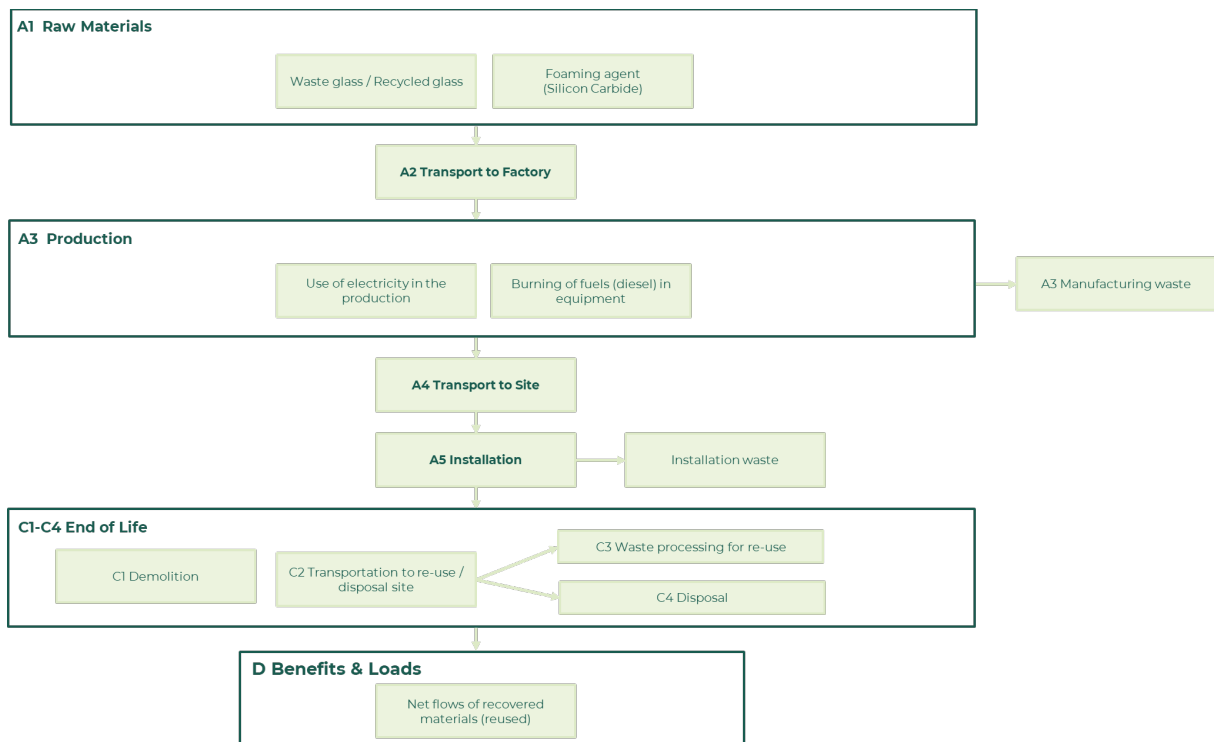 A1 Raw Materials
Waste glass / Recycled glass
Foaming agent
(Silicon Carbide)
A2 Transport to Factory
A3 Production
Use of electricity in the
production
Burning of fuels (diesel) in
equipment
A3 Manufacturing waste
A4 Transport to Site
A5 Installation
Installation waste
C1-C4 End of Life
C1 Demolition
C2 Transportation to re-use /
disposal site
C3 Waste processing for re-use
C4 Disposal
D Benefits & Loads
Net flows of recovered
materials (reused)